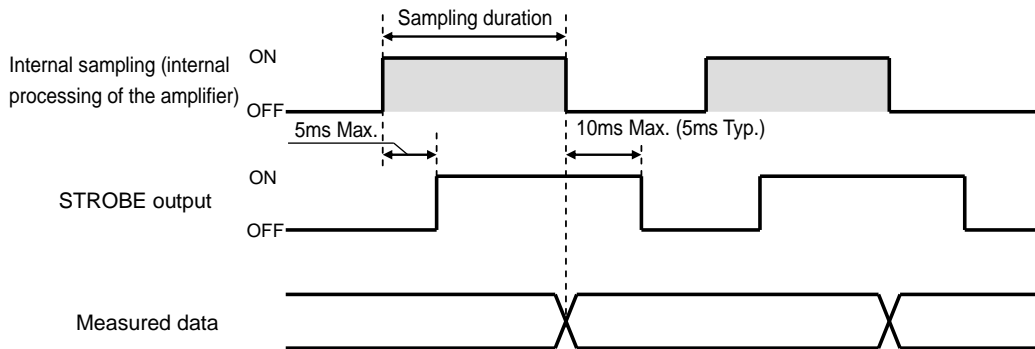 Sampling duration
Internal sampling (internal
processing of the amplifier)
ON
OFF
5ms Max.
10ms Max. (5ms Typ.)
STROBE output
ON
OFF
Measured data